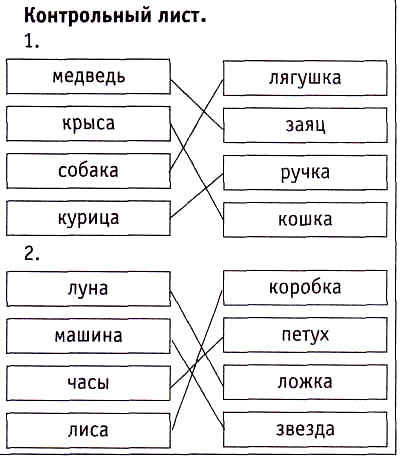 Контрольный лист.
1.
медведь лягушка
крыса заяц
собака ручка
курица кошка
2.
луна коробка
машина петух
часы ложка
лиса звезда